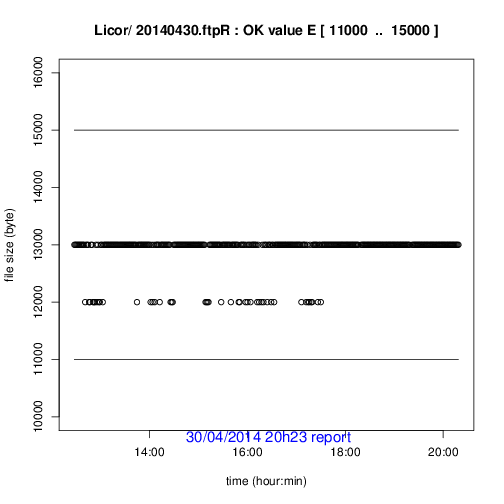 Licor/ 20140430.ftpR : OK value E [ 11000 .. 15000 ]
file size (byte)
16000
15000
14000
13000
12000
11000
10000
30/04/2014 20h23 report
14:00 16:00 18:00 20:00
time (hour:min)